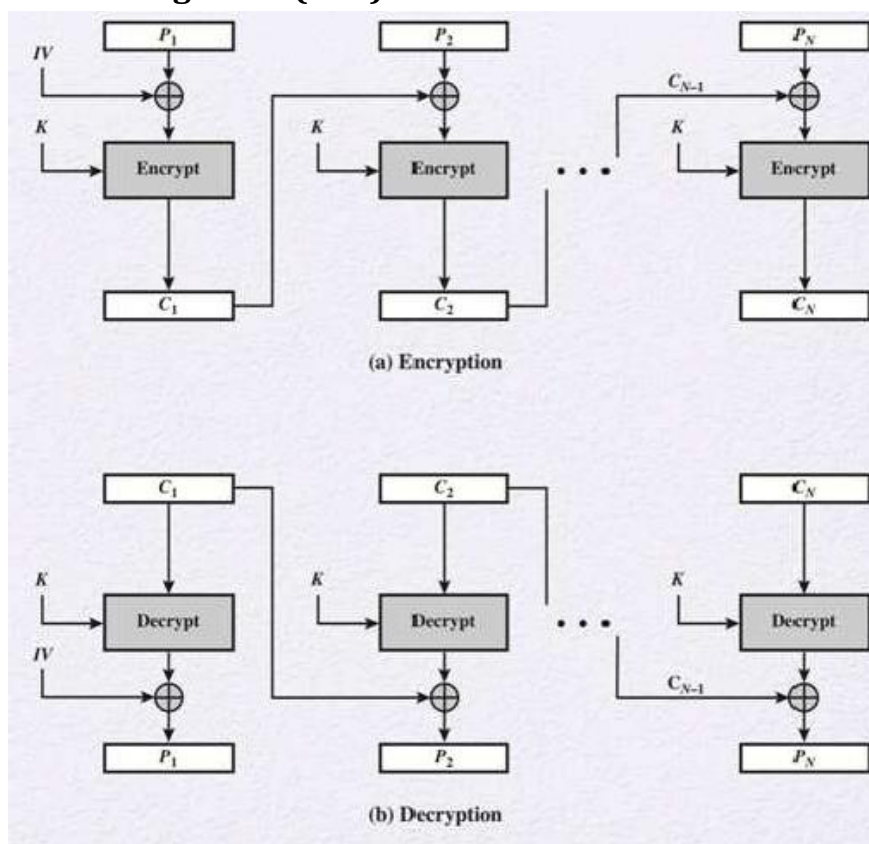 P1 P2 PN
IV
CN−1
K K K
Encrypt Encrypt Encrypt
• • •
C1 C2 CN
(a) Encryption
C1 C2 CN
K K K
Decrypt Decrypt Decrypt
• • •
IV
CN−1
P1 P2 PN
(b) Decryption